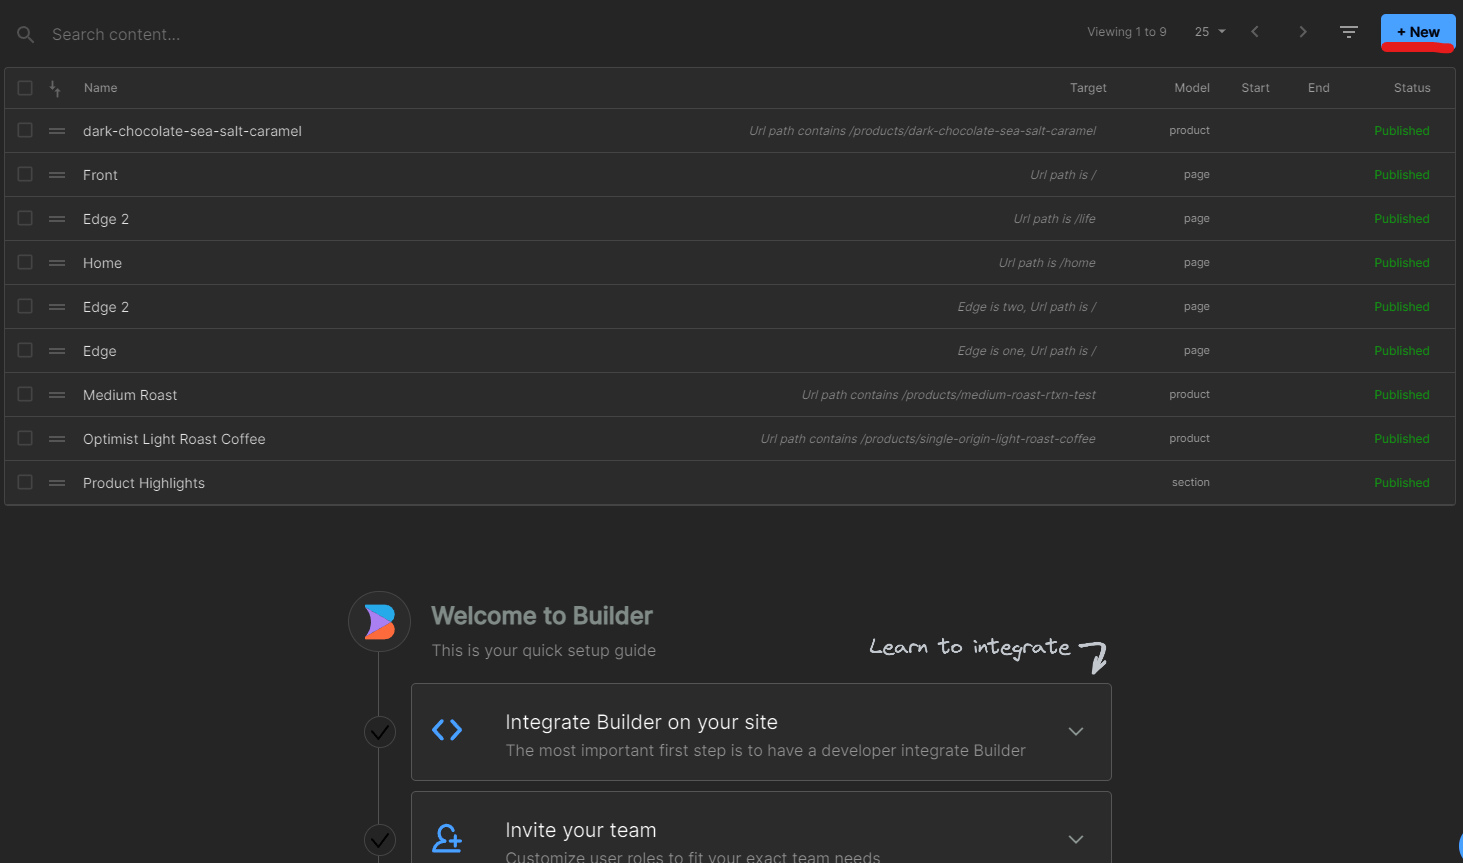 Search content...
Viewing 1 to 9
25
+ New
Name Target Model Start End Status
dark-chocolate-sea-salt-caramel Url path contains /products/dark-chocolate-sea-salt-caramel product Published
Front Url path is / page Published
Edge 2 Url path is /life page Published
Home Url path is /home page Published
Edge 2 Edge is two, Url path is / page Published
Edge Edge is one, Url path is / page Published
Medium Roast Url path contains /products/medium-roast-rtxn-test product Published
Optimist Light Roast Coffee Url path contains /products/single-origin-light-roast-coffee product Published
Product Highlights section Published
Welcome to Builder
This is your quick setup guide
Learn to integrate
Integrate Builder on your site
The most important first step is to have a developer integrate Builder
Invite your team
Customize user roles to fit your exact team needs